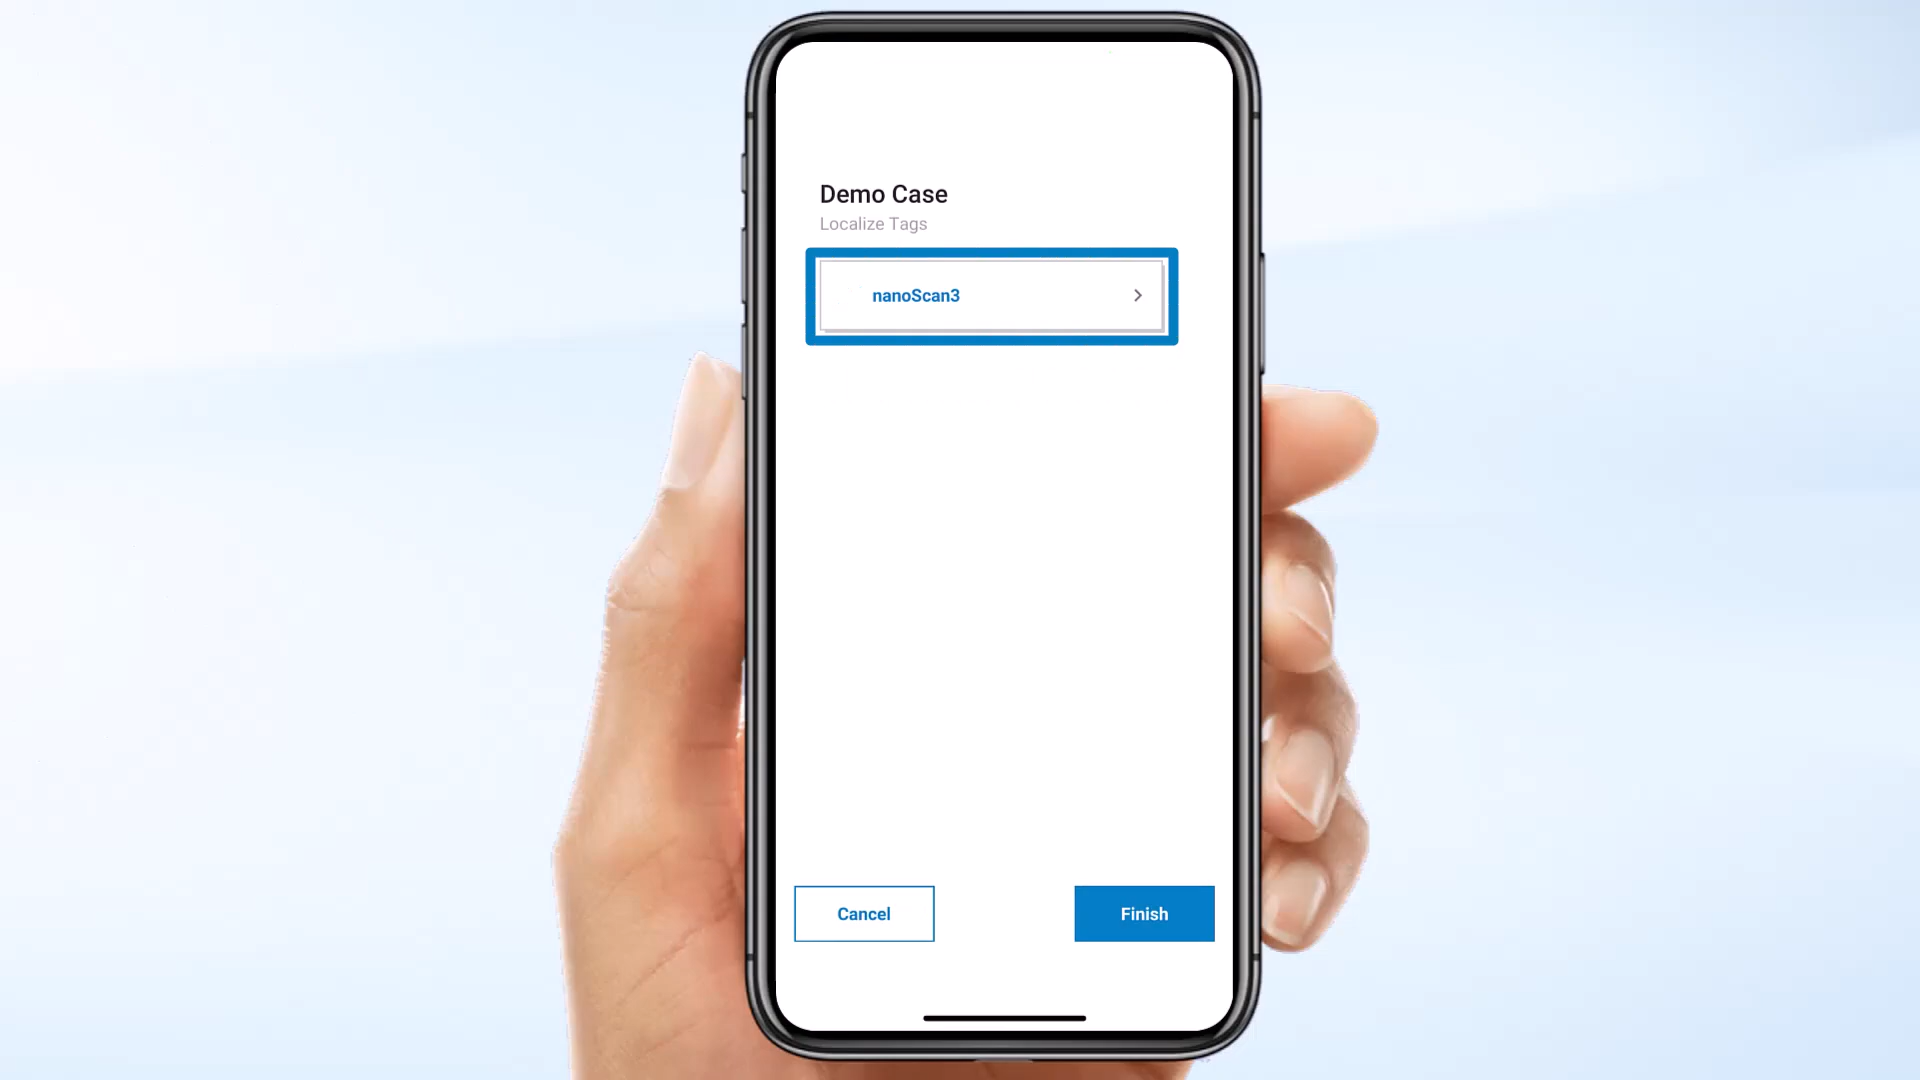 Demo Case
Localize Tags
nanoScan3
Cancel
Finish